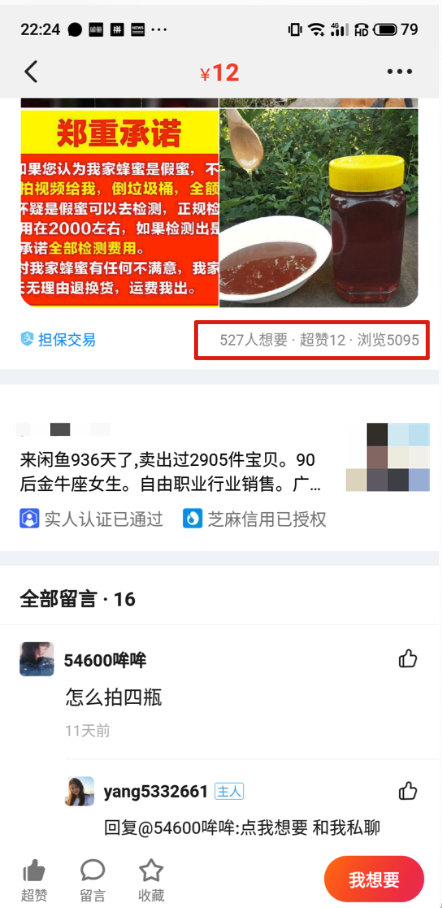 22:24
79
¥12
郑重承诺
如果您认为我家蜂蜜是假蜜，不
拍视频给我，倒垃圾桶，全额
怀疑是假蜜可以去检测，正规检
用在2000左右，如果检测出是
承诺全部检测费用。
对我家蜂蜜有任何不满意，我家
无理由退换货，运费我出。
担保交易
527人想要 · 超赞12 · 浏览5095
来闲鱼936天了,卖出过2905件宝贝。90
后金牛座女生。自由职业行业销售。广...
实人认证已通过 芝麻信用已授权
全部留言 · 16
54600哞哞
怎么拍四瓶
11天前
yang5332661 主人
回复@54600哞哞:点我想要 和我私聊
超赞 留言 收藏 我想要